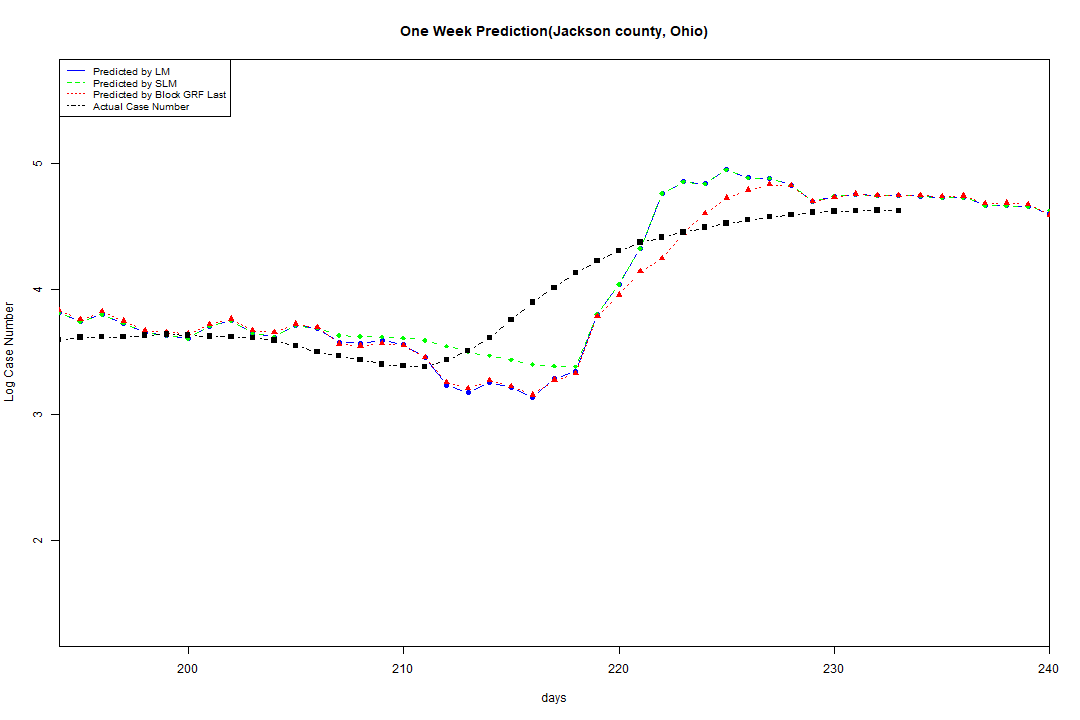 One Week Prediction(Jackson county, Ohio)
Predicted by LM
Predicted by SLM
Predicted by Block GRF Last
Actual Case Number
5
4
3
2
Log Case Number
200 210 220 230 240
days